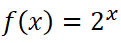 f(x) = 2^x